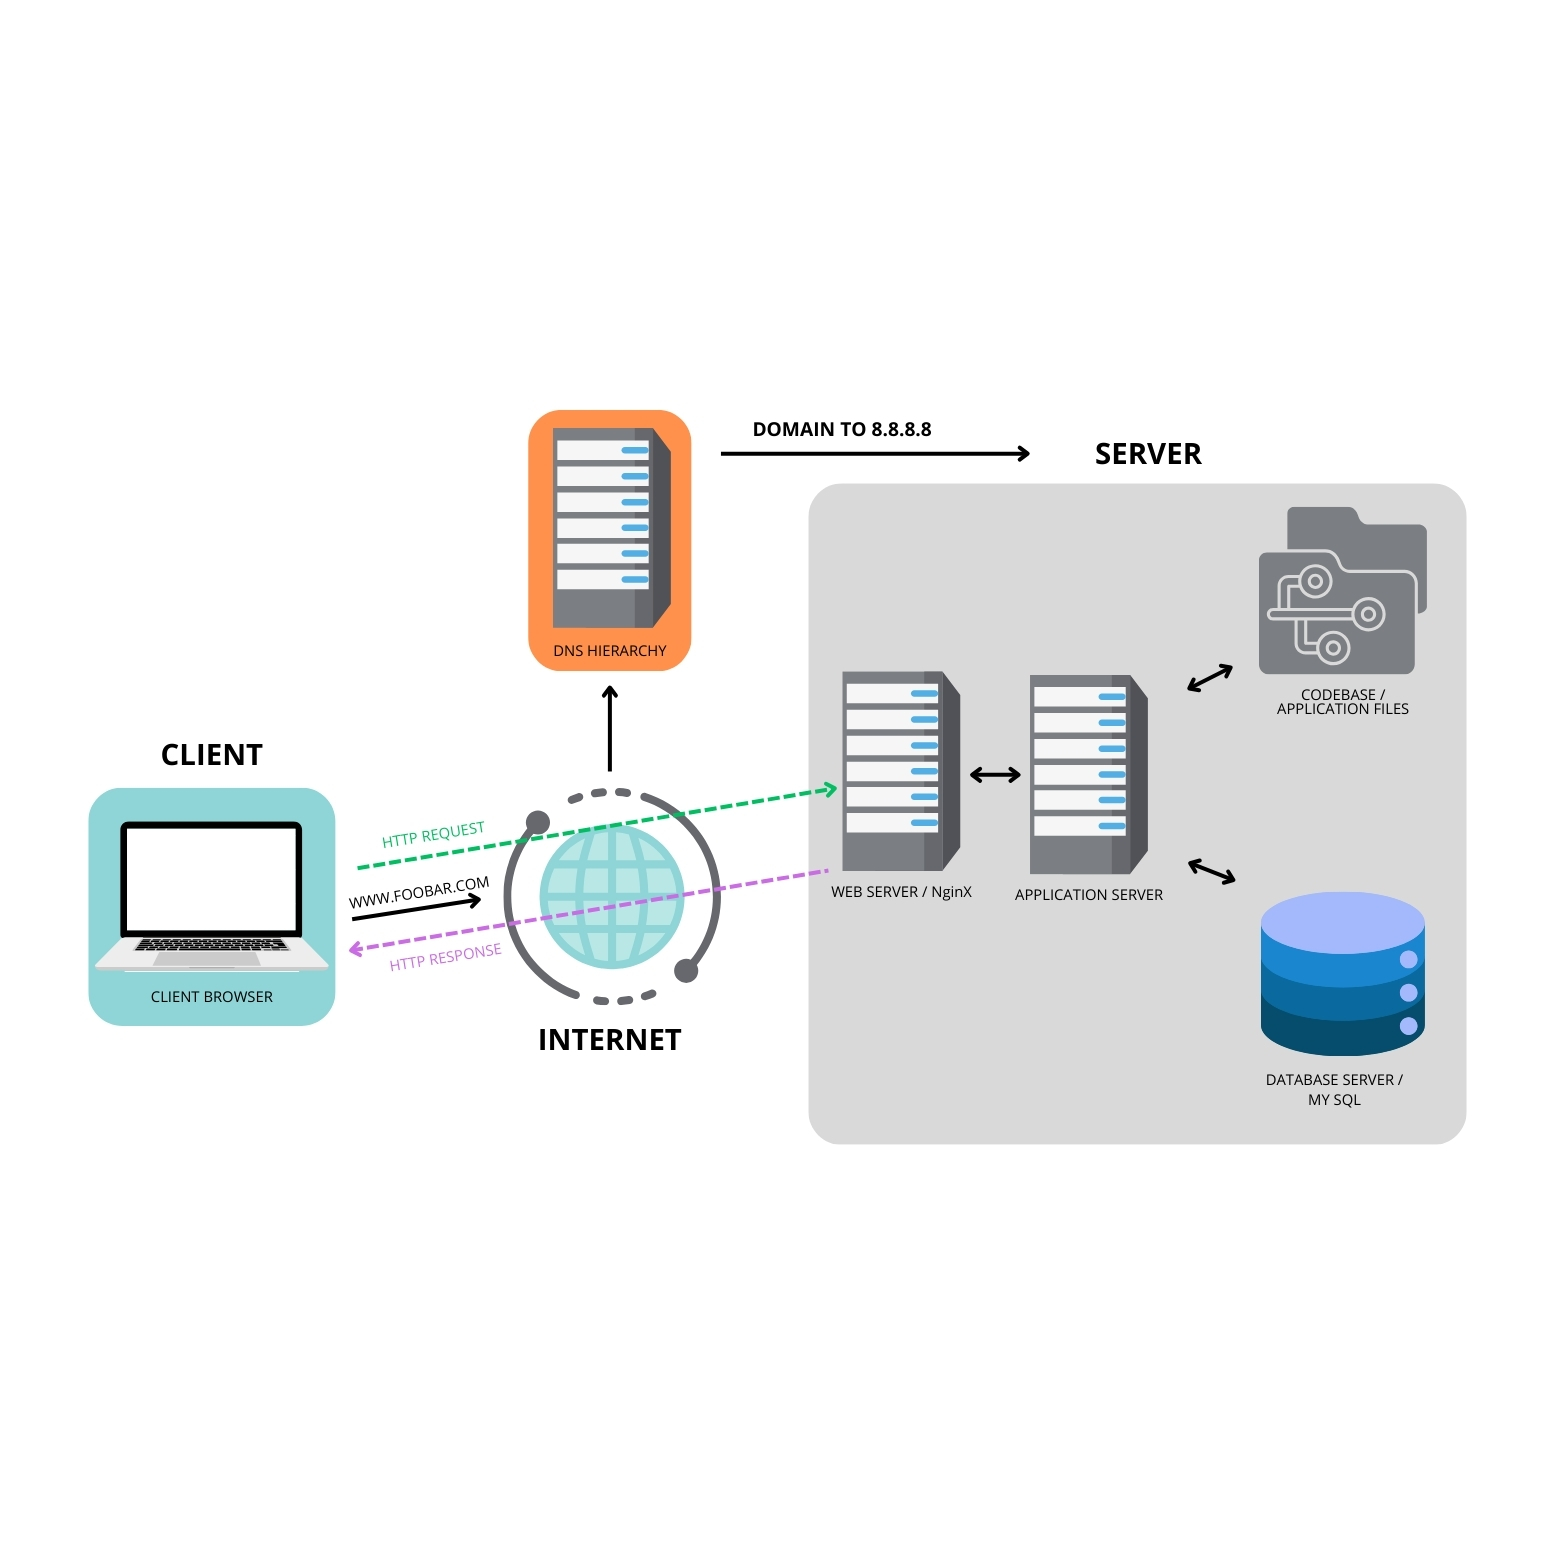 DOMAIN TO 8.8.8.8
SERVER
DNS HIERARCHY
CODEBASE /
APPLICATION FILES
CLIENT
HTTP REQUEST
WWW.FOOBAR.COM
HTTP RESPONSE
CLIENT BROWSER
INTERNET
WEB SERVER / NginX
APPLICATION SERVER
DATABASE SERVER /
MY SQL